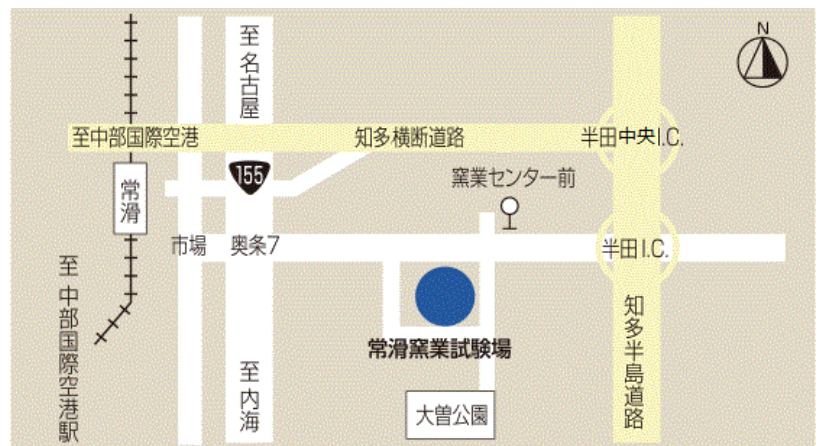 N
至名古屋
至中部国際空港
知多横断道路
半田中央I.C.
155
常滑
窯業センター前
市場
奥条7
半田I.C.
至中部国際空港駅
知多半島道路
常滑窯業試験場
至内海
大曽公園